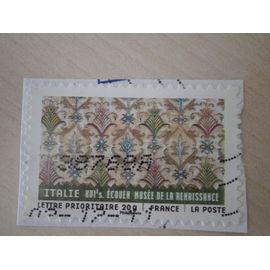 ITALIE XVIe s. ÉCOUEN MUSÉE DE LA RENAISSANCE
LETTRE PRIORITAIRE 20g FRANCE LA POSTE